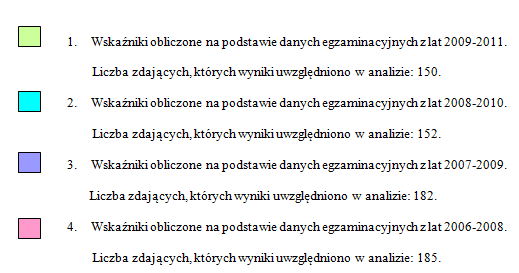 1. Wskaźniki obliczone na podstawie danych egzaminacyjnych z lat 2009-2011.
Liczba zdających, których wyniki uwzględniono w analizie: 150.
2. Wskaźniki obliczone na podstawie danych egzaminacyjnych z lat 2008-2010.
Liczba zdających, których wyniki uwzględniono w analizie: 152.
3. Wskaźniki obliczone na podstawie danych egzaminacyjnych z lat 2007-2009.
Liczba zdających, których wyniki uwzględniono w analizie: 182.
4. Wskaźniki obliczone na podstawie danych egzaminacyjnych z lat 2006-2008.
Liczba zdających, których wyniki uwzględniono w analizie: 185.